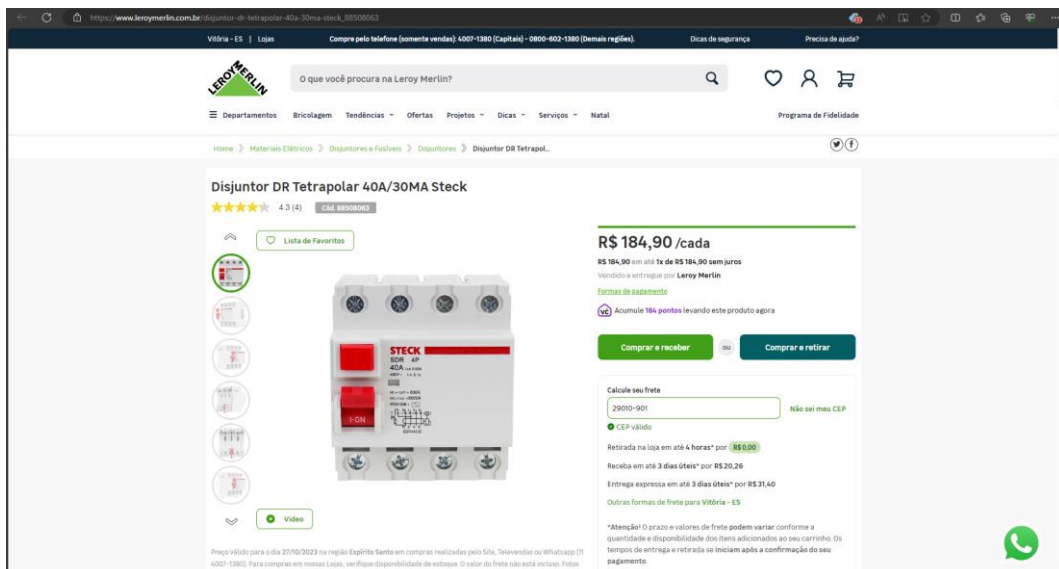 https://www.leroymerlin.com.br/disjuntor-dr-tetrapolar-40a-30ma-steck_88508063
Vitória - ES | Lojas Compre pelo telefone (somente vendas): 4007-1380 (Capitais) - 0800-602-1380 (Demais regiões). Dicas de segurança Precisa de ajuda?
LEROY MERLIN
O que você procura na Leroy Merlin?
Departamentos Bricolagem Tendências Ofertas Projetos Dicas Serviços Natal Programa de Fidelidade
Home Materiais Elétricos Disjuntores e Fusíveis Disjuntores Disjuntor DR Tetrapol...
Disjuntor DR Tetrapolar 40A/30MA Steck
4.3 (4) Cód. 88508063
Lista de Favoritos
STECK
SDR 4P
40A
I-ON
Vídeo
R$ 184,90 /cada
R$ 184,90 em até 1x de R$ 184,90 sem juros
Vendido e entregue por Leroy Merlin
Formas de pagamento
vc Acumule 184 pontos levando este produto agora
Comprar e receber ou Comprar e retirar
Calcule seu frete
29010-901 Não sei meu CEP
CEP válido
Retirada na loja em até 4 horas* por R$ 0,00
Receba em até 3 dias úteis* por R$ 20,26
Entrega expressa em até 3 dias úteis* por R$ 31,40
Outras formas de frete para Vitória - ES
*Atenção! O prazo e valores de frete podem variar conforme a
quantidade e disponibilidade dos itens adicionados ao seu carrinho. Os
tempos de entrega e retirada se iniciam após a confirmação do seu
pagamento.
Preço válido para o dia 27/10/2023 na região Espírito Santo em compras realizadas pelo Site, Televendas ou Whatsapp (11
4007-1380). Para compras em nossas Lojas, verifique disponibilidade de estoque. O valor do frete não está incluso. Fotos